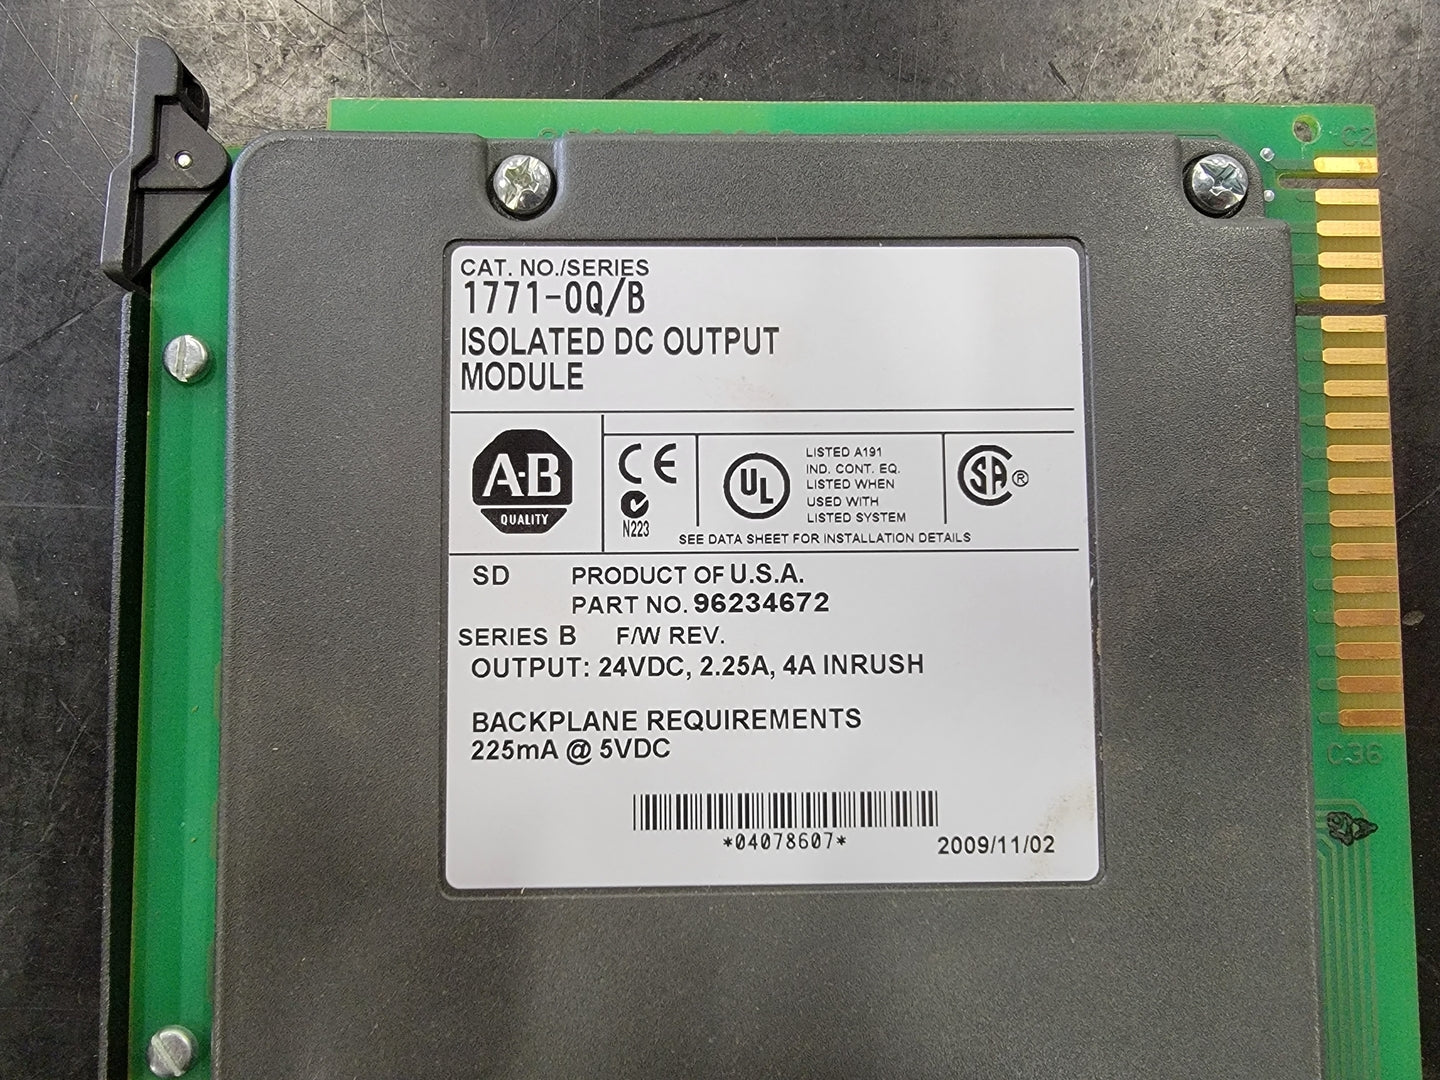 C2
CAT. NO./SERIES
1771-OQ/B
ISOLATED DC OUTPUT
MODULE
A-B
QUALITY
CE
N223
UL
LISTED A191
IND. CONT. EQ.
LISTED WHEN
USED WITH
LISTED SYSTEM
SA ®
SEE DATA SHEET FOR INSTALLATION DETAILS
SD PRODUCT OF U.S.A.
PART NO. 96234672
SERIES B F/W REV.
OUTPUT: 24VDC, 2.25A, 4A INRUSH
BACKPLANE REQUIREMENTS
225mA @ 5VDC
*04078607*
2009/11/02
C36